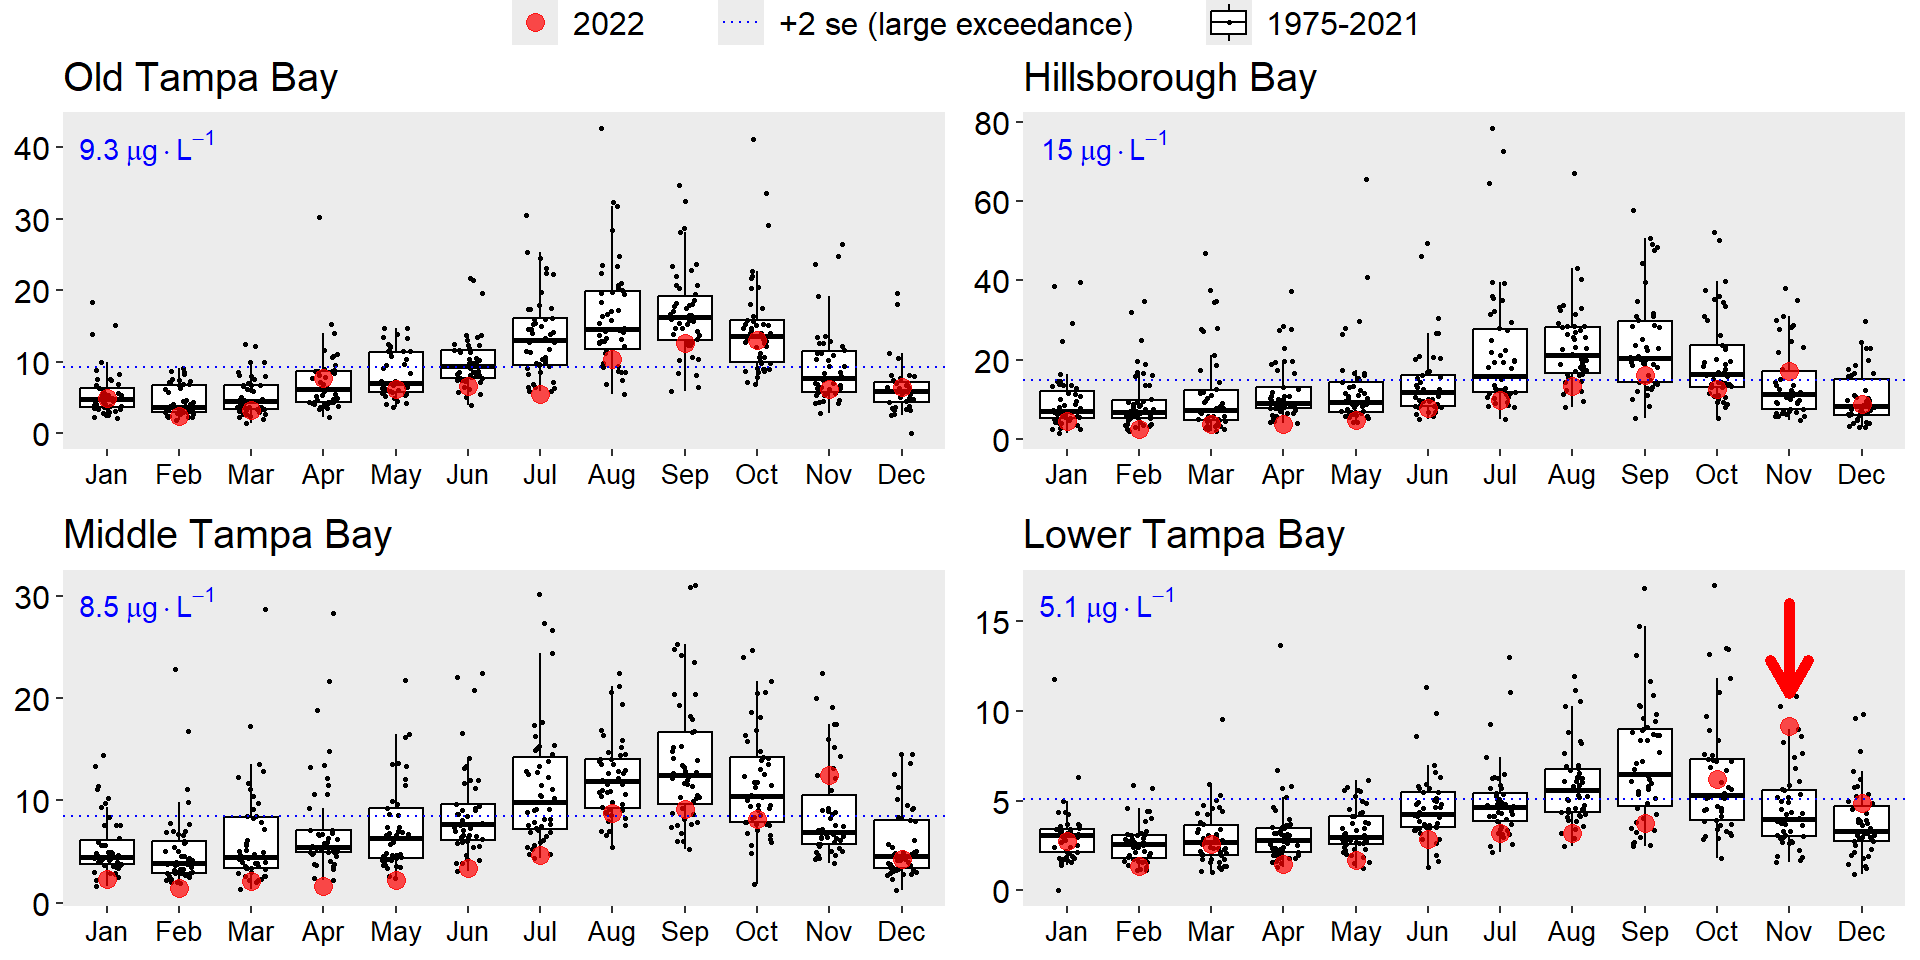 2022 +2 se (large exceedance) 1975-2021
Old Tampa Bay
9.3 μg·L⁻¹
40
30
20
10
0
Jan Feb Mar Apr May Jun Jul Aug Sep Oct Nov Dec
Hillsborough Bay
15 μg·L⁻¹
80
60
40
20
0
Jan Feb Mar Apr May Jun Jul Aug Sep Oct Nov Dec
Middle Tampa Bay
8.5 μg·L⁻¹
30
20
10
0
Jan Feb Mar Apr May Jun Jul Aug Sep Oct Nov Dec
Lower Tampa Bay
5.1 μg·L⁻¹
15
10
5
0
Jan Feb Mar Apr May Jun Jul Aug Sep Oct Nov Dec